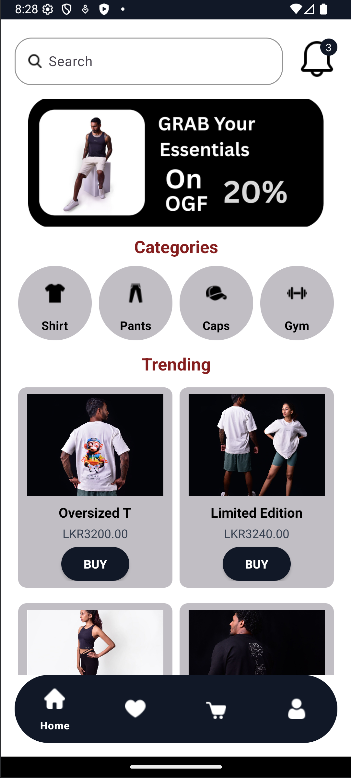 8:28
Search
3
GRAB Your
Essentials
On 20%
OGF
Categories
Shirt Pants Caps Gym
Trending
Oversized T Limited Edition
LKR3200.00 LKR3240.00
BUY BUY
Home